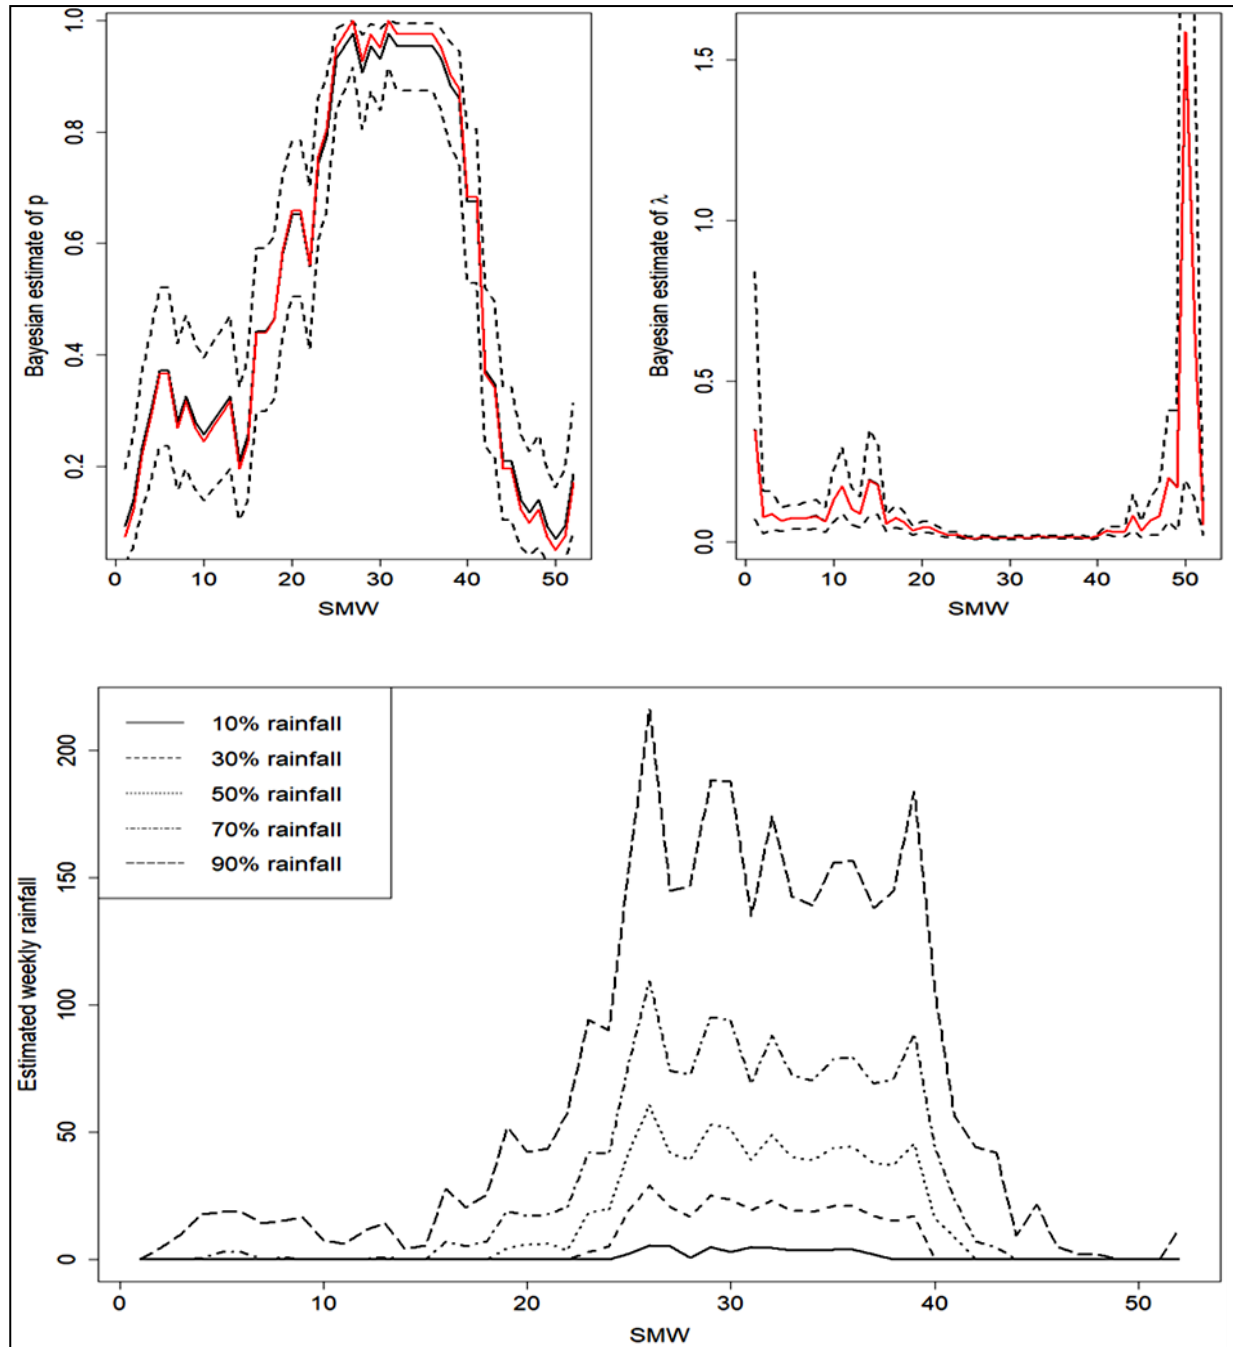 Bayesian estimate of p
1.0
0.8
0.6
0.4
0.2
0 10 20 30 40 50
SMW
Bayesian estimate of λ
1.5
1.0
0.5
0.0
0 10 20 30 40 50
SMW
Estimated weekly rainfall
200
150
100
50
0
10% rainfall
30% rainfall
50% rainfall
70% rainfall
90% rainfall
0 10 20 30 40 50
SMW